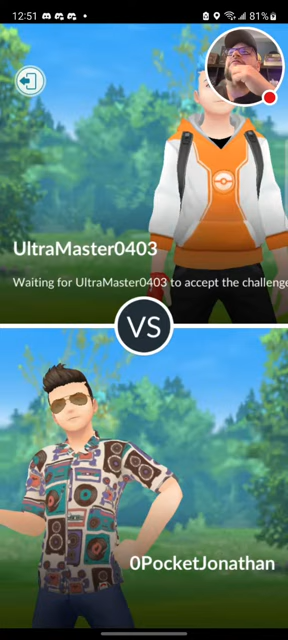 12:51 81%
UltraMaster0403
Waiting for UltraMaster0403 to accept the challenge
VS
0PocketJonathan